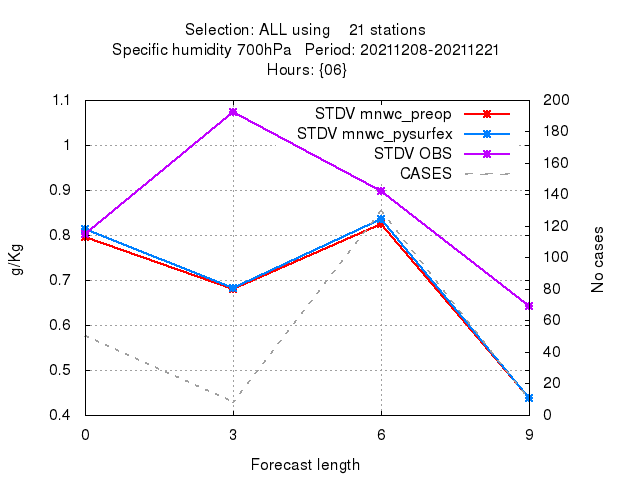 Selection: ALL using    21 stations
Specific humidity 700hPa   Period: 20211208-20211221
Hours: {06}
STDV mnwc_preop
STDV mnwc_pysurfex
STDV OBS
CASES
g/Kg
1.1
1
0.9
0.8
0.7
0.6
0.5
0.4
No cases
200
180
160
140
120
100
80
60
40
20
0
0 3 6 9
Forecast length